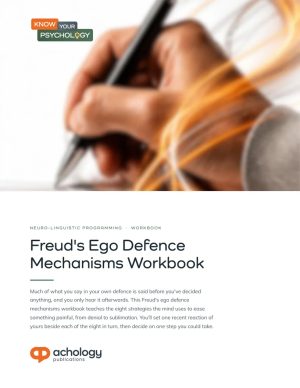 KNOW YOUR
PSYCHOLOGY
NEURO-LINGUISTIC PROGRAMMING WORKBOOK
Freud's Ego Defence
Mechanisms Workbook
Much of what you say in your own defence is said before you've decided
anything, and you only hear it afterwards. This Freud's ego defence
mechanisms workbook teaches the eight strategies the mind uses to ease
something painful, from denial to sublimation. You'll set one recent reaction of
yours beside each of the eight in turn, then decide on one step you could take.
achology
publications